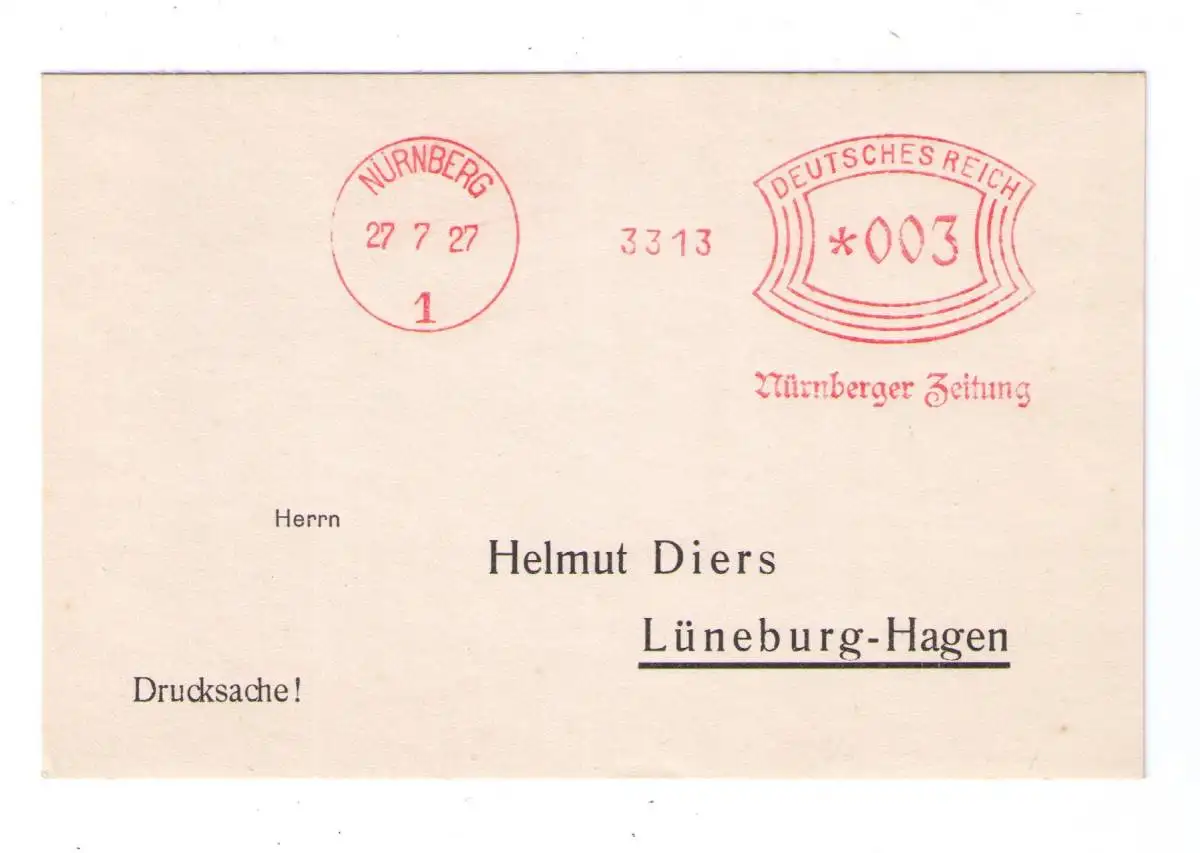 NÜRNBERG
27 7 27
1
3313
DEUTSCHES REICH
*003
Nürnberger Zeitung
Herrn
Helmut Diers
Lüneburg-Hagen
Drucksache!